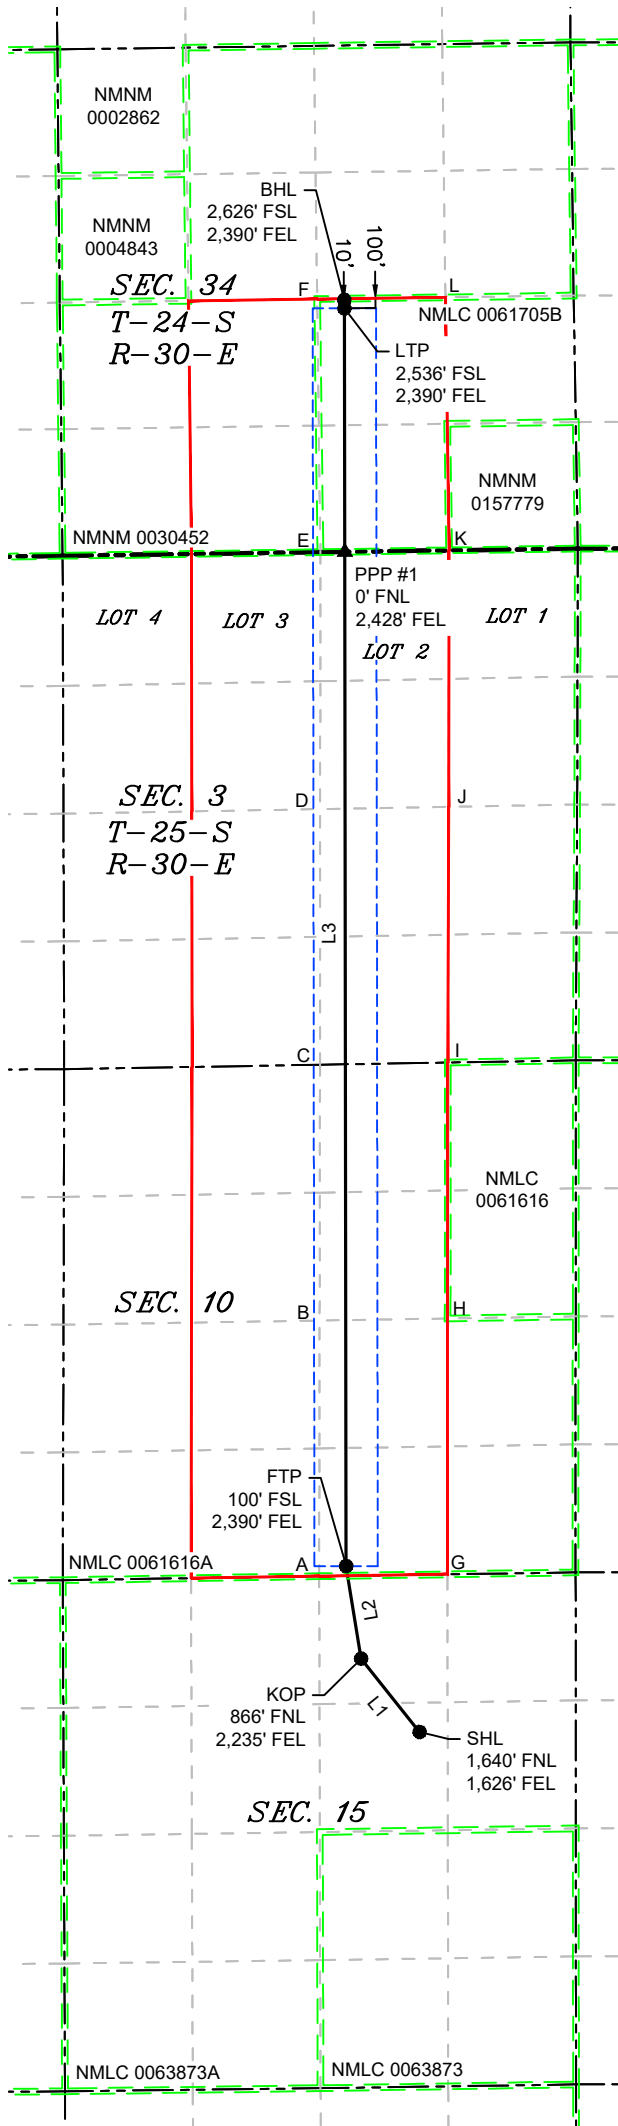 NMNM
0002862
BHL
2,626' FSL
2,390' FEL
NMNM
0004843
10'
100'
SEC. 34
T-24-S
R-30-E
F
L
NMLC 0061705B
LTP
2,536' FSL
2,390' FEL
NMNM
0157779
NMNM 0030452
E
K
PPP #1
0' FNL
2,428' FEL
LOT 4
LOT 3
LOT 2
LOT 1
SEC. 3
T-25-S
R-30-E
D
J
L3
C
I
NMLC
0061616
SEC. 10
B
H
FTP
100' FSL
2,390' FEL
NMLC 0061616A
A
G
L2
KOP
866' FNL
2,235' FEL
L1
SHL
1,640' FNL
1,626' FEL
SEC. 15
NMLC 0063873A
NMLC 0063873